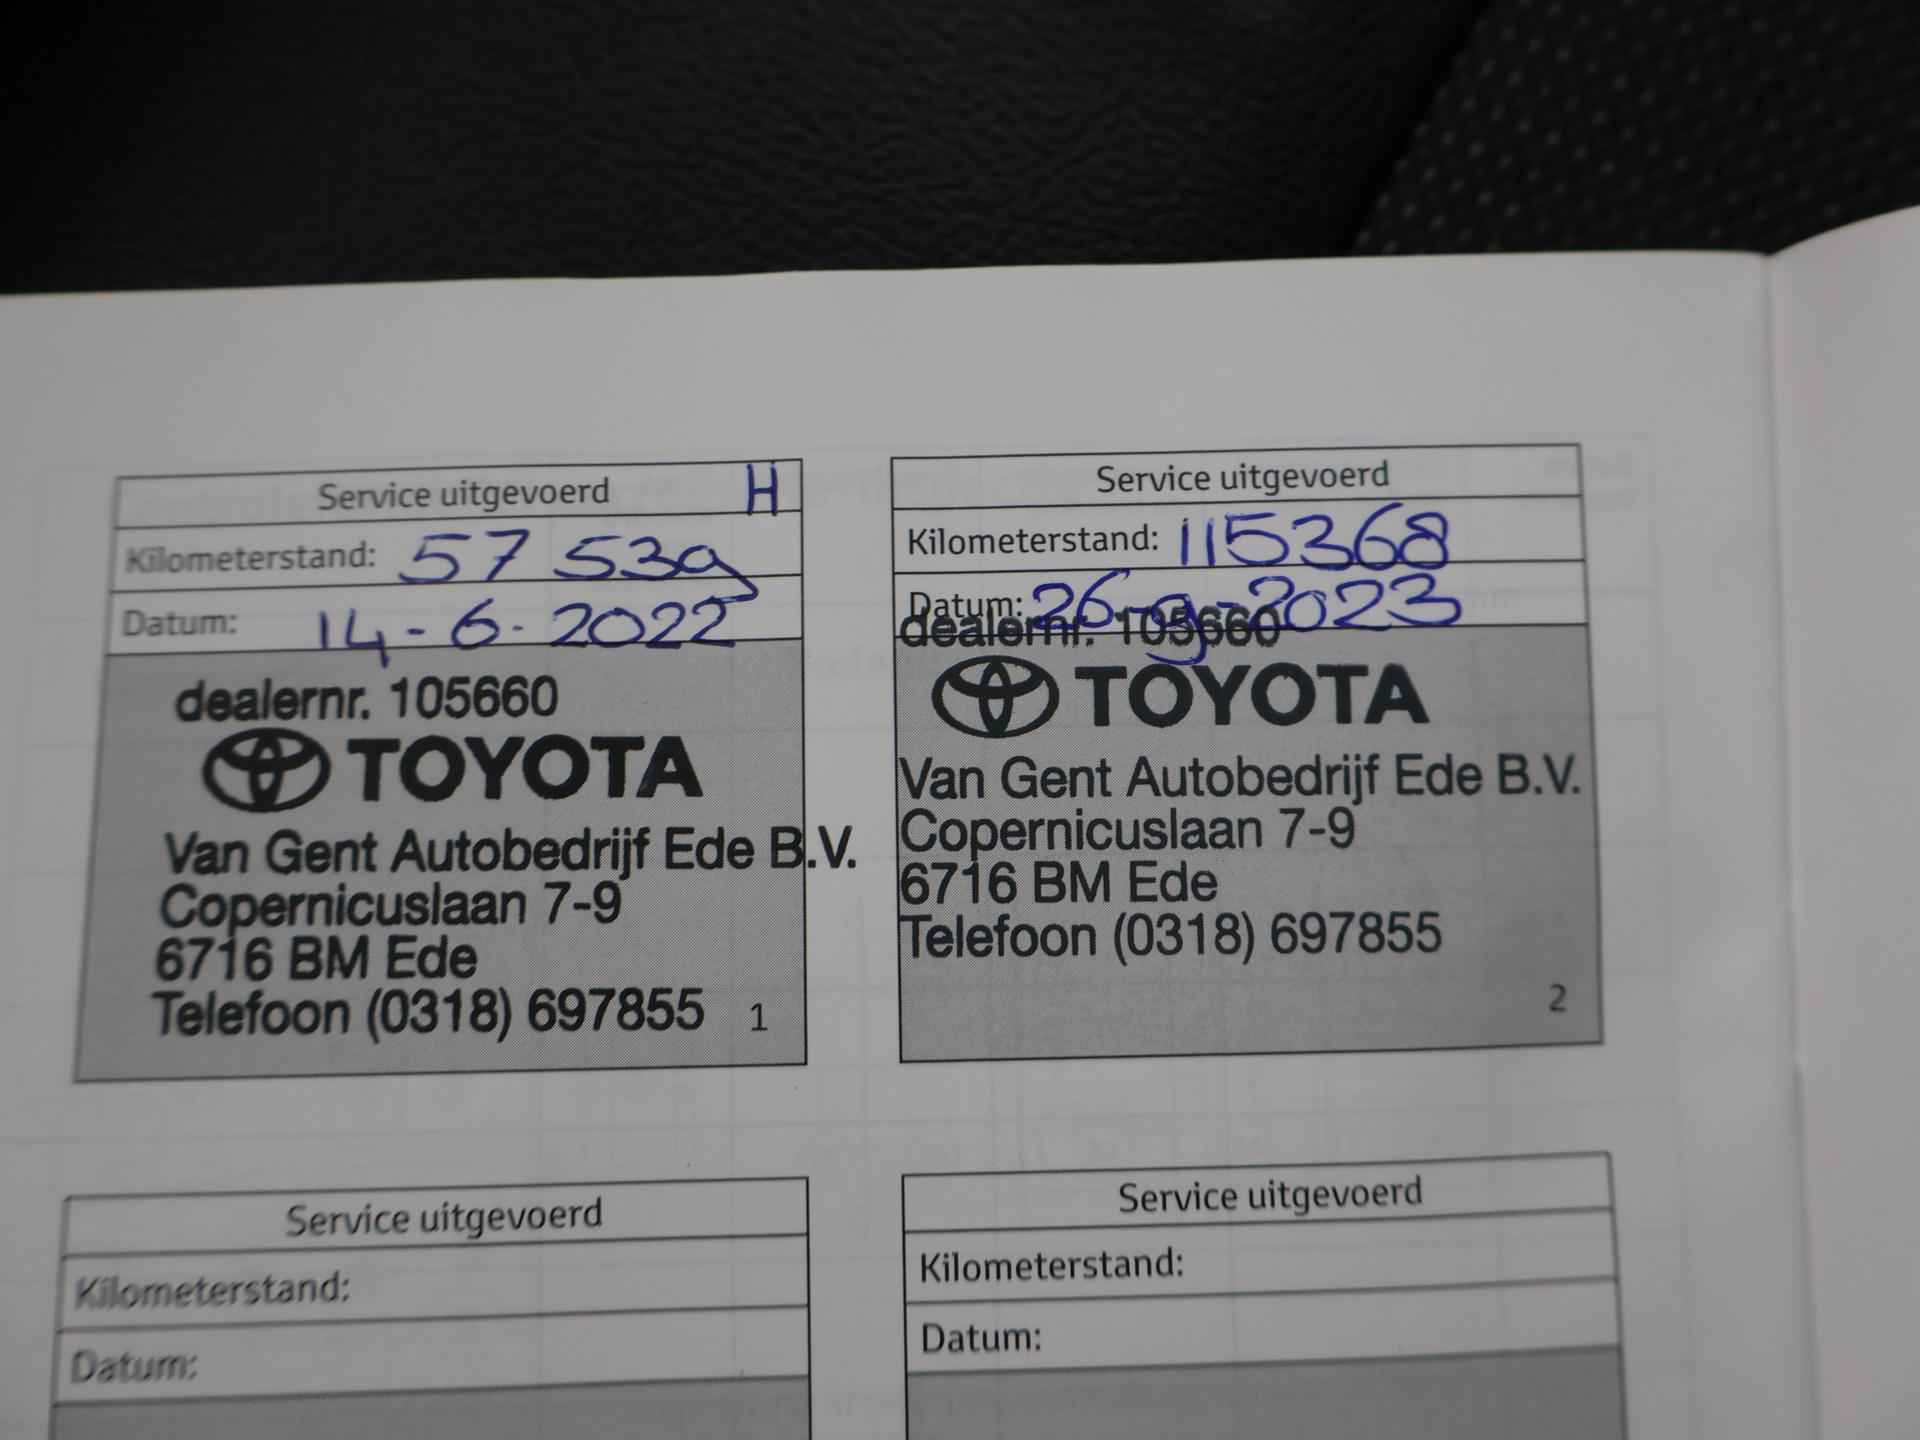 Service uitgevoerd H
Kilometerstand: 57 539
Datum: 14-6-2022
dealernr. 105660
TOYOTA
Van Gent Autobedrijf Ede B.V.
Copernicuslaan 7-9
6716 BM Ede
Telefoon (0318) 697855
1
Service uitgevoerd
Kilometerstand: 115368
Datum: 26-9-2023
dealernr. 105660
TOYOTA
Van Gent Autobedrijf Ede B.V.
Copernicuslaan 7-9
6716 BM Ede
Telefoon (0318) 697855
2
Service uitgevoerd
Kilometerstand:
Datum:
Service uitgevoerd
Kilometerstand:
Datum: